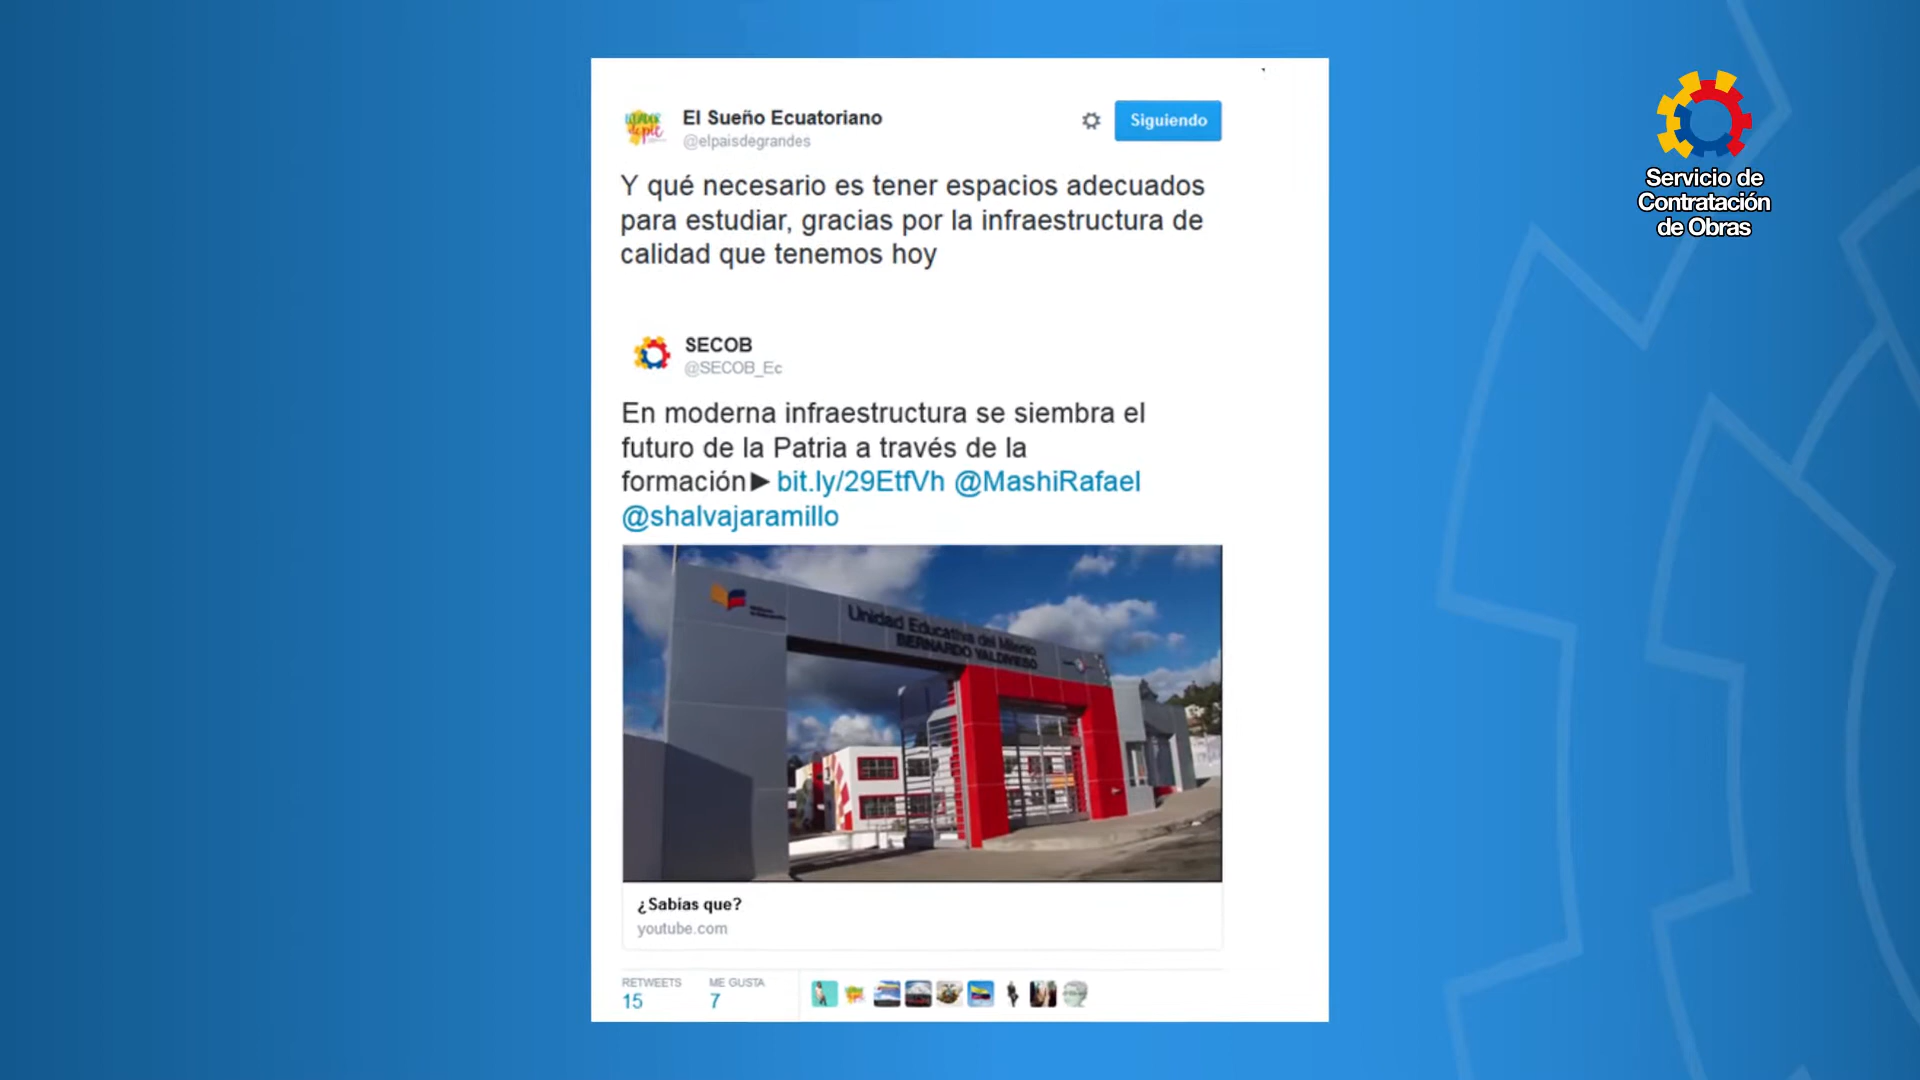 El Sueño Ecuatoriano
@elpaisdegrandes
Siguiendo
Y qué necesario es tener espacios adecuados
para estudiar, gracias por la infraestructura de
calidad que tenemos hoy
SECOB
@SECOB_Ec
En moderna infraestructura se siembra el
futuro de la Patria a través de la
formación► bit.ly/29EtfVh @MashiRafael
@shalvajaramillo
Unidad Educativa del Milenio
BERNARDO VALDIVIESO
¿Sabías que?
youtube.com
RETWEETS
15
ME GUSTA
7
Servicio de
Contratación
de Obras